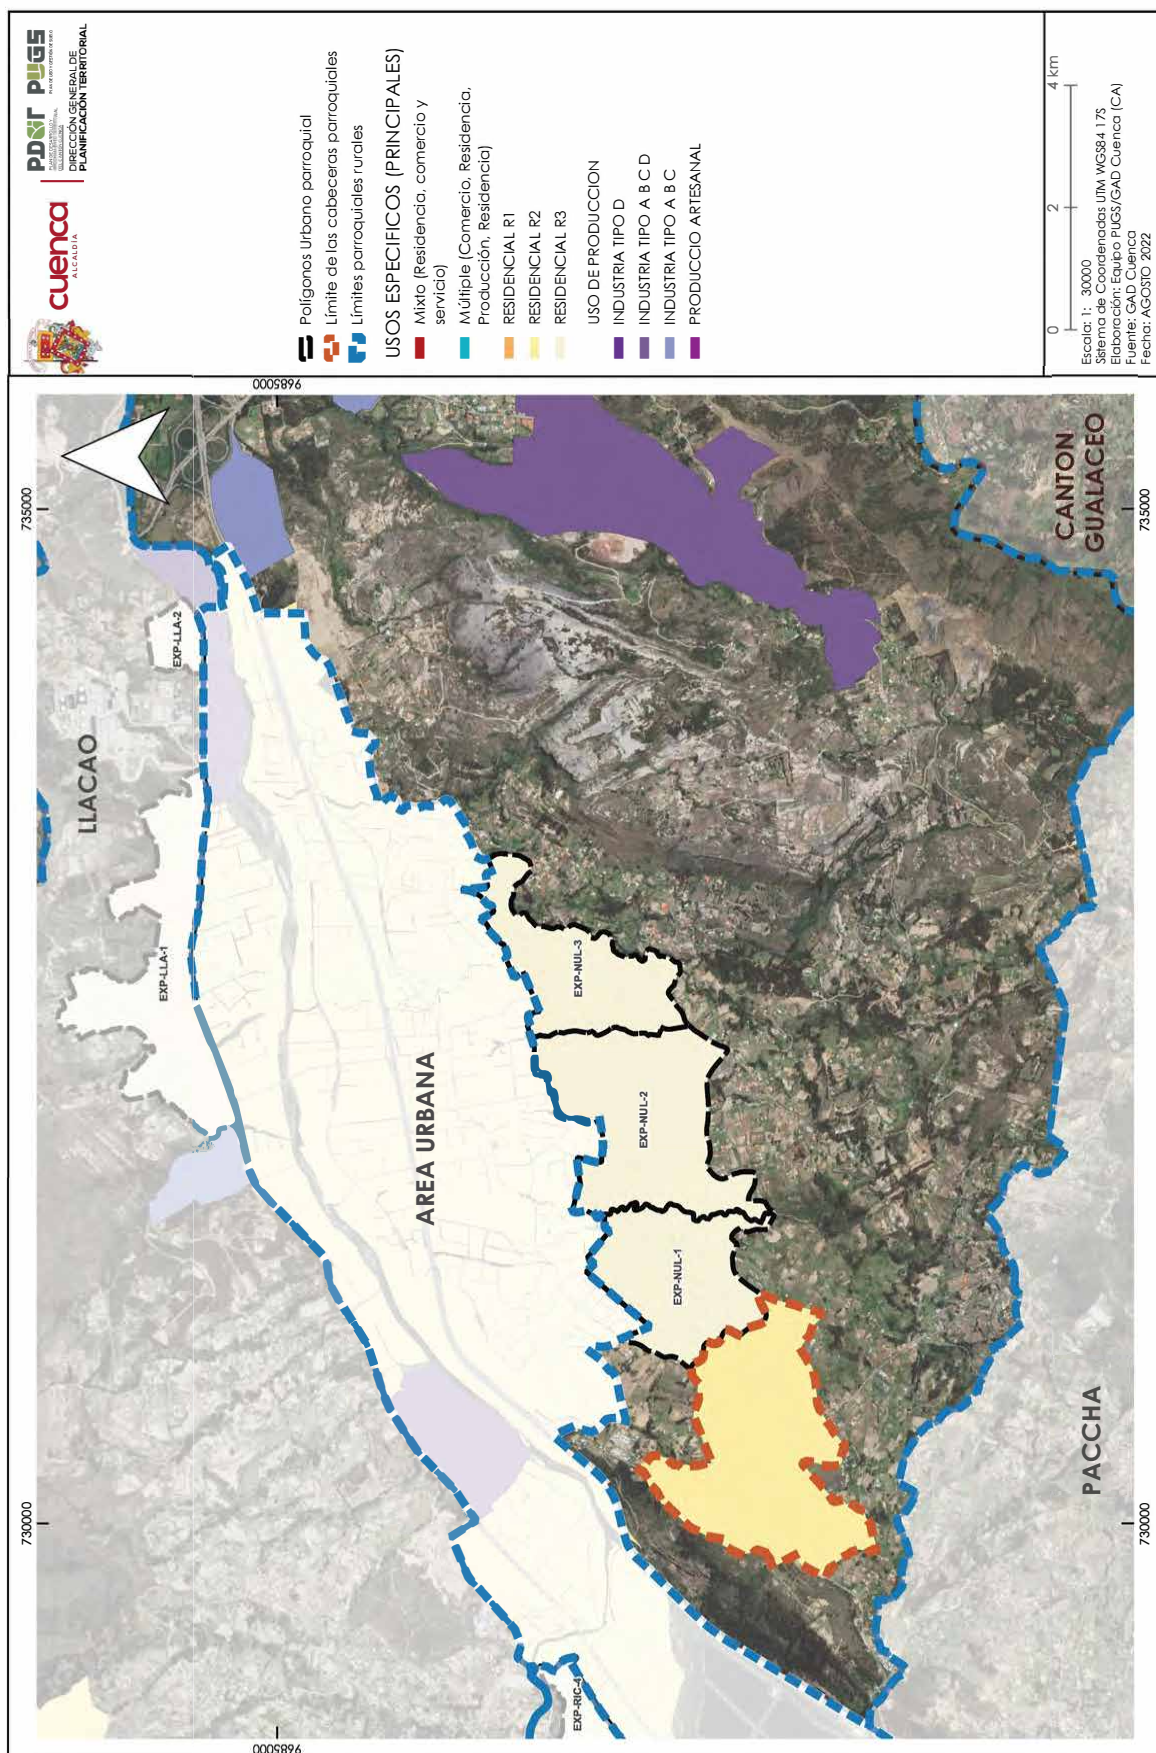 cuenca
ALCALDÍA
PDOT
PUGS
DIRECCIÓN GENERAL DE
PLANIFICACIÓN TERRITORIAL
Polígonos Urbano parroquial
Límite de las cabeceras parroquiales
Límites parroquiales rurales
USOS ESPECIFICOS (PRINCIPALES)
Mixto (Residencia, comercio y
servicio)
Múltiple (Comercio, Residencia,
Producción, Residencia)
RESIDENCIAL R1
RESIDENCIAL R2
RESIDENCIAL R3
USO DE PRODUCCION
INDUSTRIA TIPO D
INDUSTRIA TIPO A B C D
INDUSTRIA TIPO A B C
PRODUCCIO ARTESANAL
0 2 4 km
Escala: 1: 30000
Sistema de Coordenadas UTM WGS84 17S
Elaboración: Equipo PUGS/GAD Cuenca (CA)
Fuente: GAD Cuenca
Fecha: AGOSTO 2022
730000
735000
9685000
9685000
730000
735000
LLACAO
EXP-LLA-1
EXP-LLA-2
AREA URBANA
EXP-NUL-1
EXP-NUL-2
EXP-NUL-3
EXP-RIC-4
PACCHA
CANTON
GUALACEO